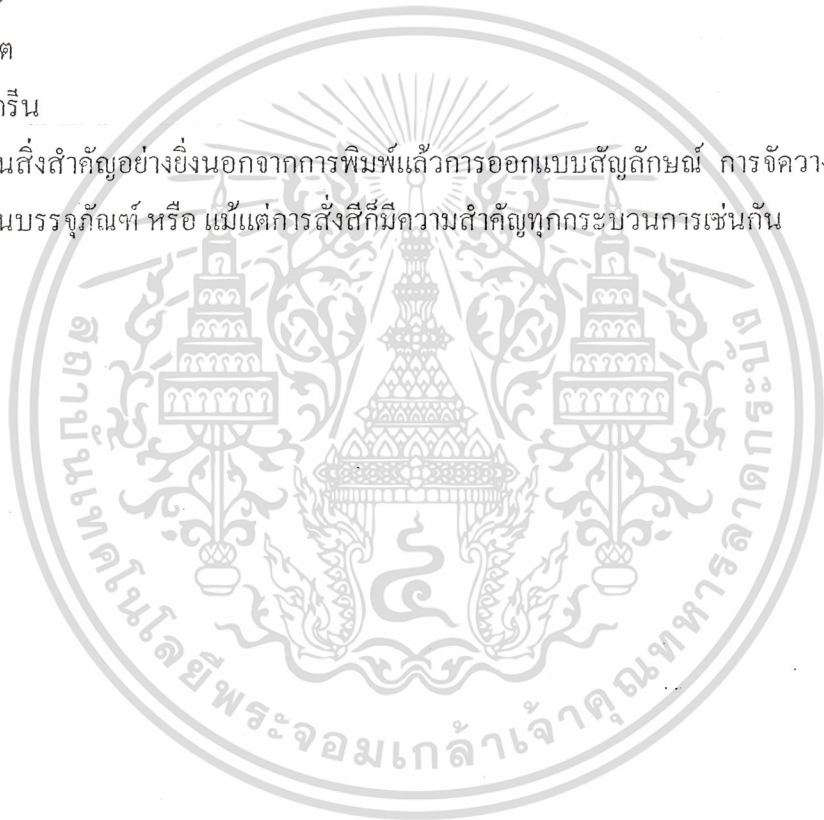 ต
กรีน
นสิ่งสำคัญอย่างยิ่งนอกจากการพิมพ์แล้วการออกแบบสัญลักษณ์ การจัดวาง
นบรรจุภัณฑ์ หรือ แม้แต่การสั่งสีก็มีความสำคัญทุกกระบวนการเช่นกัน
สถาบันเทคโนโลยีพระจอมเกล้าเจ้าคุณทหารลาดกระบัง
๔